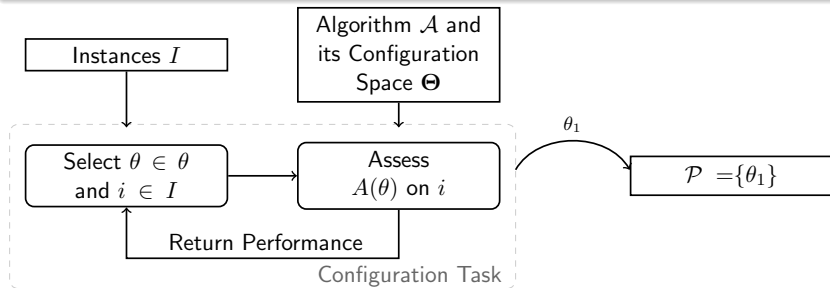 Instances I
Algorithm 𝒜 and
its Configuration
Space Θ
Select θ ∈ θ
and i ∈ I
Assess
A(θ) on i
Return Performance
Configuration Task
θ₁
𝒫 ={θ₁}